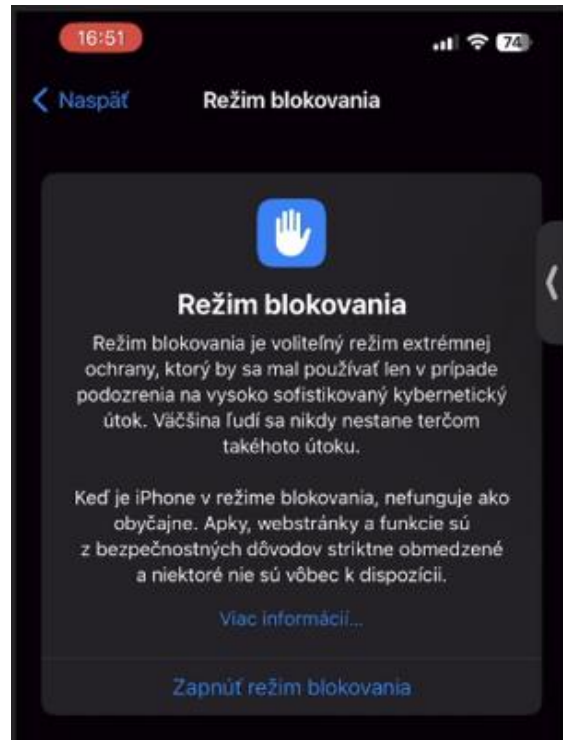 16:51
74
Naspäť
Režim blokovania
Režim blokovania
Režim blokovania je voliteľný režim extrémnej
ochrany, ktorý by sa mal používať len v prípade
podozrenia na vysoko sofistikovaný kybernetický
útok. Väčšina ľudí sa nikdy nestane terčom
takéhoto útoku.
Keď je iPhone v režime blokovania, nefunguje ako
obyčajne. Apky, webstránky a funkcie sú
z bezpečnostných dôvodov striktne obmedzené
a niektoré nie sú vôbec k dispozícii.
Viac informácií...
Zapnúť režim blokovania